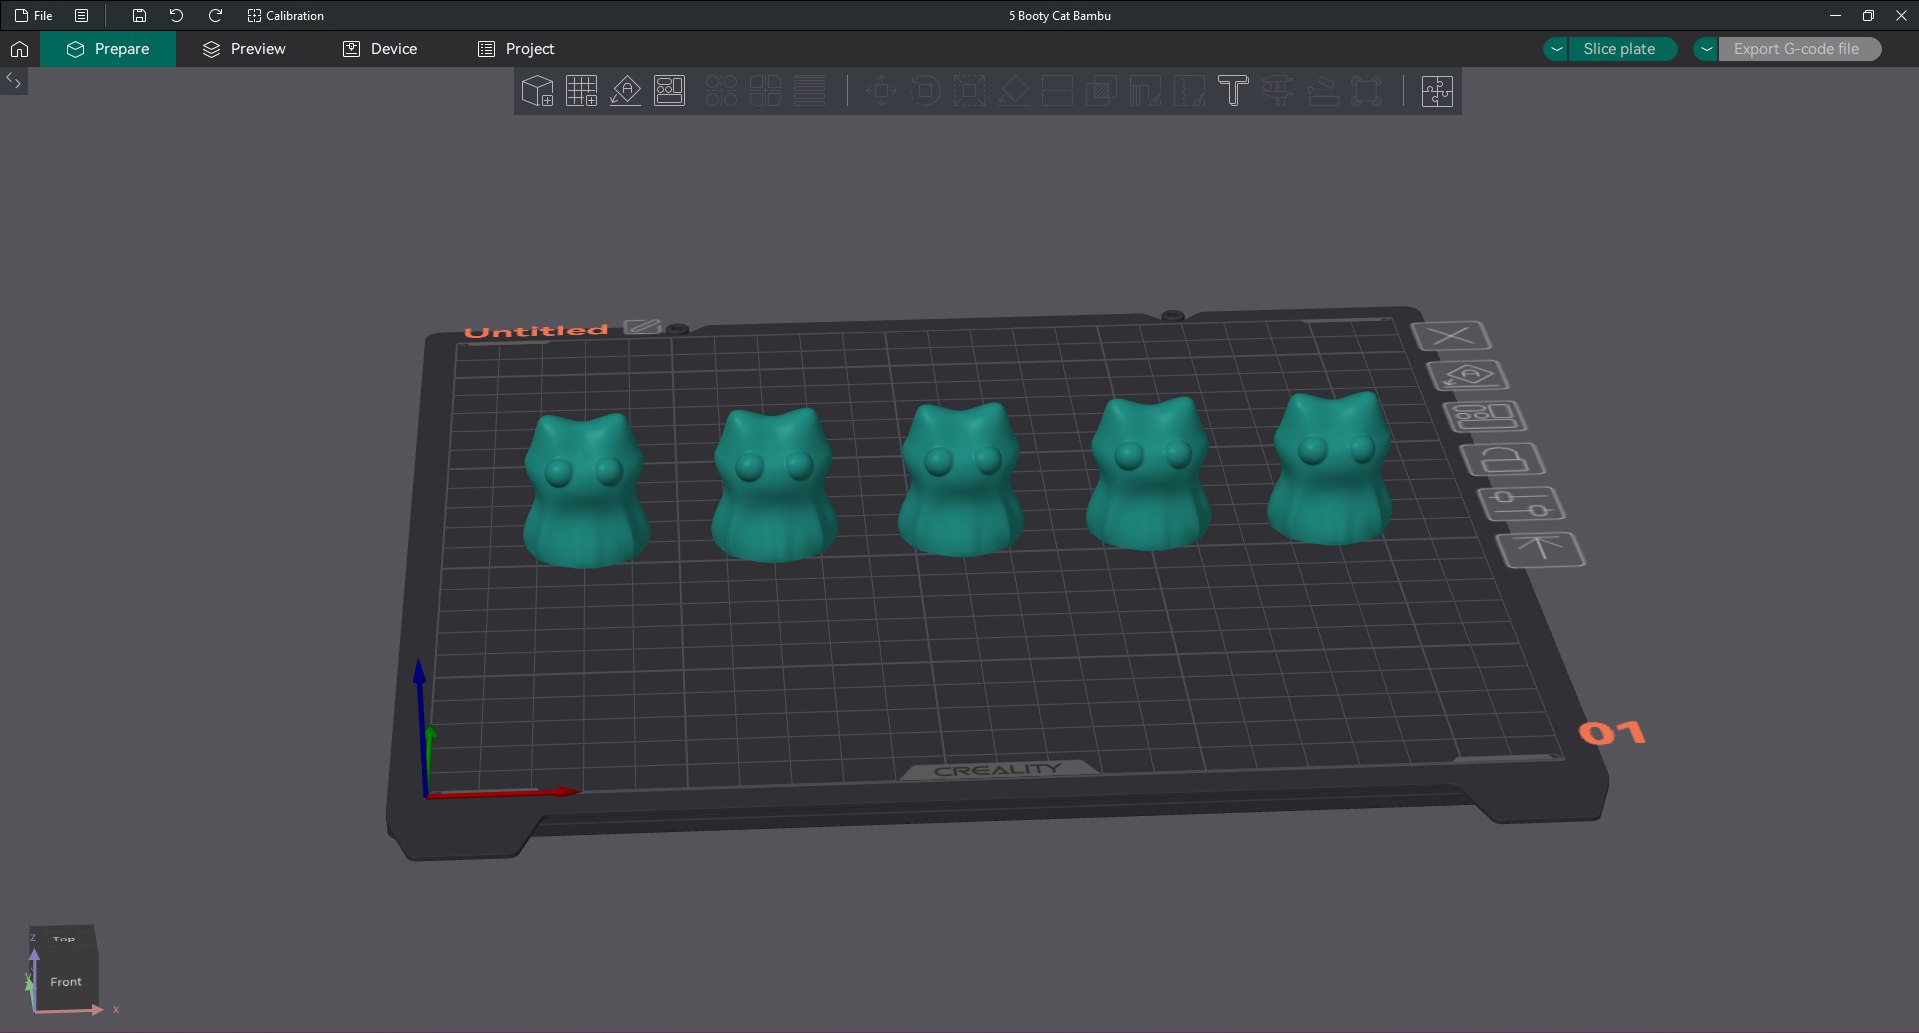 File
Calibration
5 Booty Cat Bambu
Prepare
Preview
Device
Project
Slice plate
Export G-code file
Untitled
CREALITY
01
Z
Top
Y
Front
X